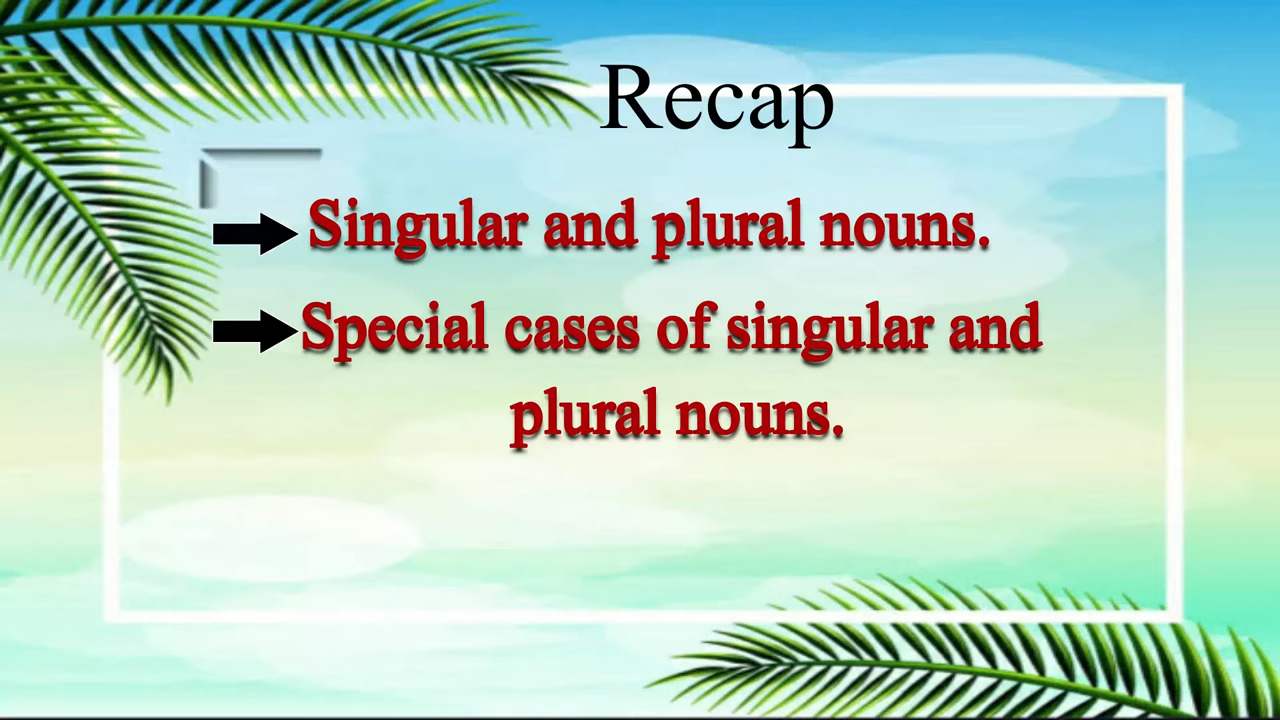 Recap
Singular and plural nouns.
Special cases of singular and
plural nouns.